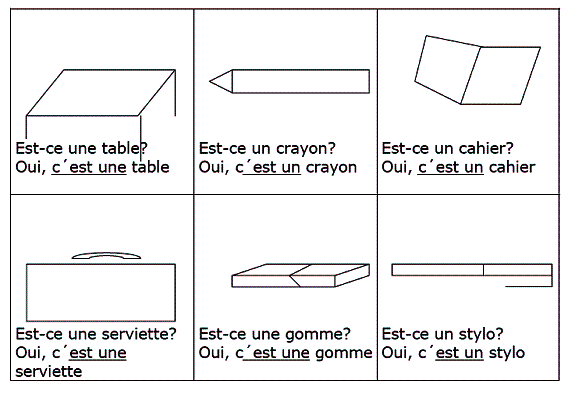 Est-ce une table?
Oui, c´est une table
Est-ce un crayon?
Oui, c´est un crayon
Est-ce un cahier?
Oui, c´est un cahier
Est-ce une serviette?
Oui, c´est une
serviette
Est-ce une gomme?
Oui, c´est une gomme
Est-ce un stylo?
Oui, c´est un stylo